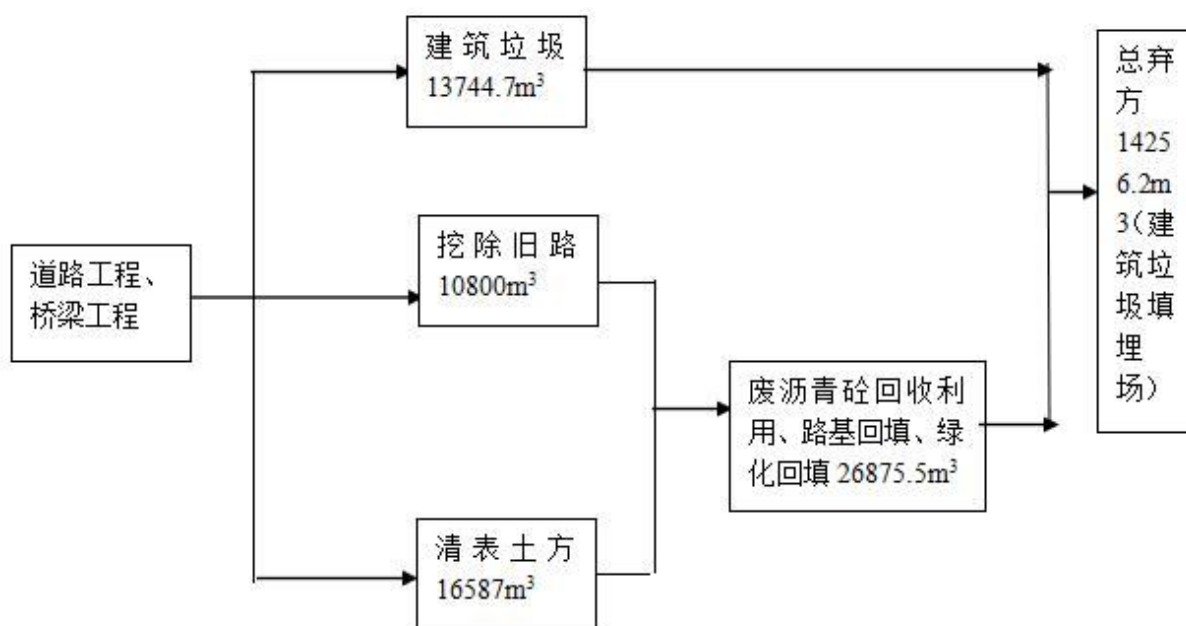 建筑垃圾
13744.7m³
挖除旧路
10800m³
道路工程、
桥梁工程
清表土方
16587m³
废沥青砼回收利
用、路基回填、绿
化回填 26875.5m³
总弃
方
1425
6.2m
3（建
筑垃
圾填
埋
场）